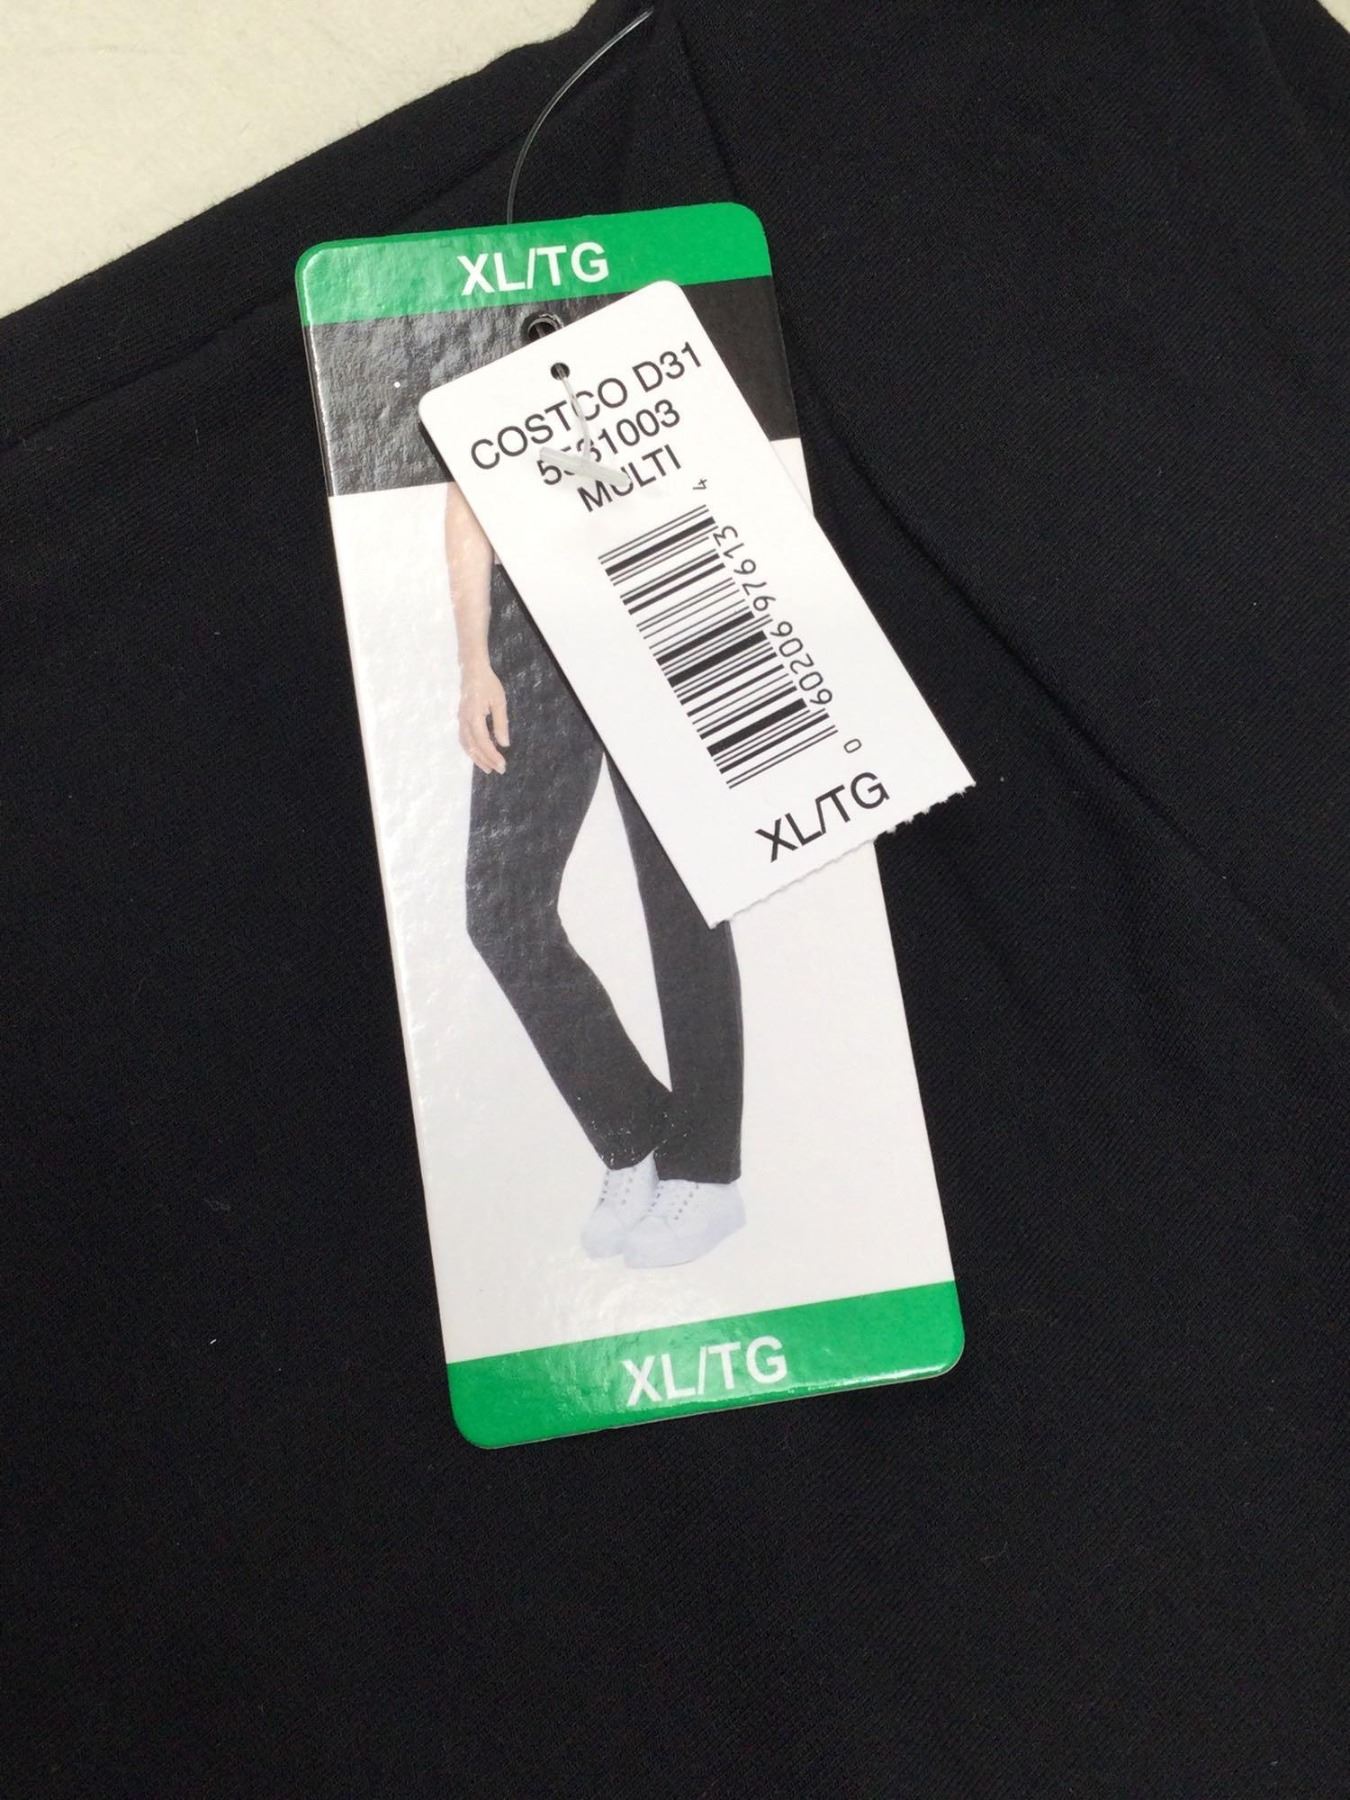 XL/TG
COSTCO D31
MULTI
0 60206 97613 4
XL/TG
XL/TG